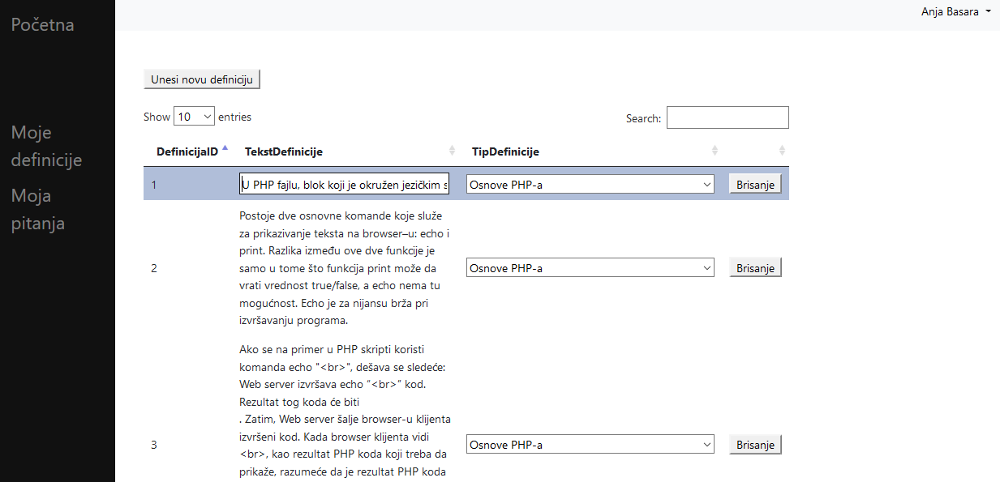 Početna
Anja Basara
Unesi novu definiciju
Show 10 entries
Search:
Moje
definicije
Moja
pitanja
DefinicijaID TekstDefinicije TipDefinicije
1 U PHP fajlu, blok koji je okružen jezičkim s Osnove PHP-a Brisanje
Postoje dve osnovne komande koje služe
za prikazivanje teksta na browser–u: echo i
print. Razlika između ove dve funkcije je
samo u tome što funkcija print može da
vrati vrednost true/false, a echo nema tu
mogućnost. Echo je za nijansu brža pri
izvršavanju programa.
2 Osnove PHP-a Brisanje
Ako se na primer u PHP skripti koristi
komanda echo "<br>", dešava se sledeće:
Web server izvršava echo “<br>” kod.
Rezultat tog koda će biti
. Zatim, Web server šalje browser-u klijenta
izvršeni kod. Kada browser klijenta vidi
<br>, kao rezultat PHP koda koji treba da
prikaže, razumeće da je rezultat PHP koda
3 Osnove PHP-a Brisanje